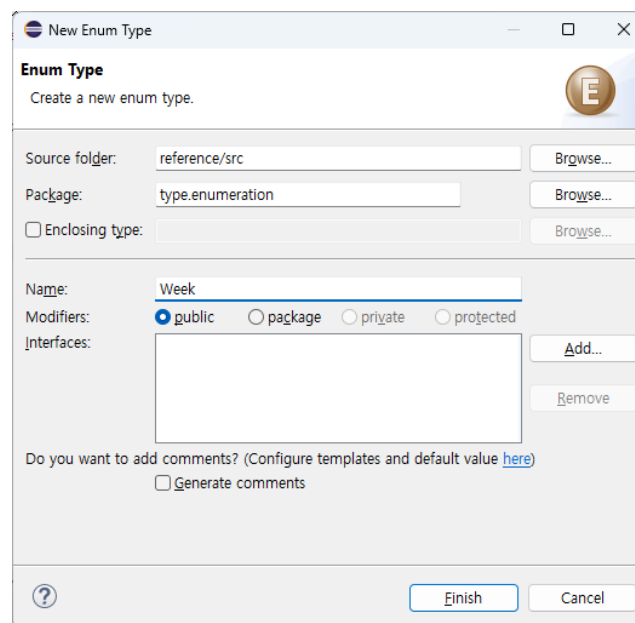 New Enum Type
Enum Type
Create a new enum type.
E
Source folder: reference/src Browse...
Package: type.enumeration Browse...
Enclosing type: Browse...
Name: Week
Modifiers: public package private protected
Interfaces: Add...
Remove
Do you want to add comments? (Configure templates and default value here)
Generate comments
? Finish Cancel